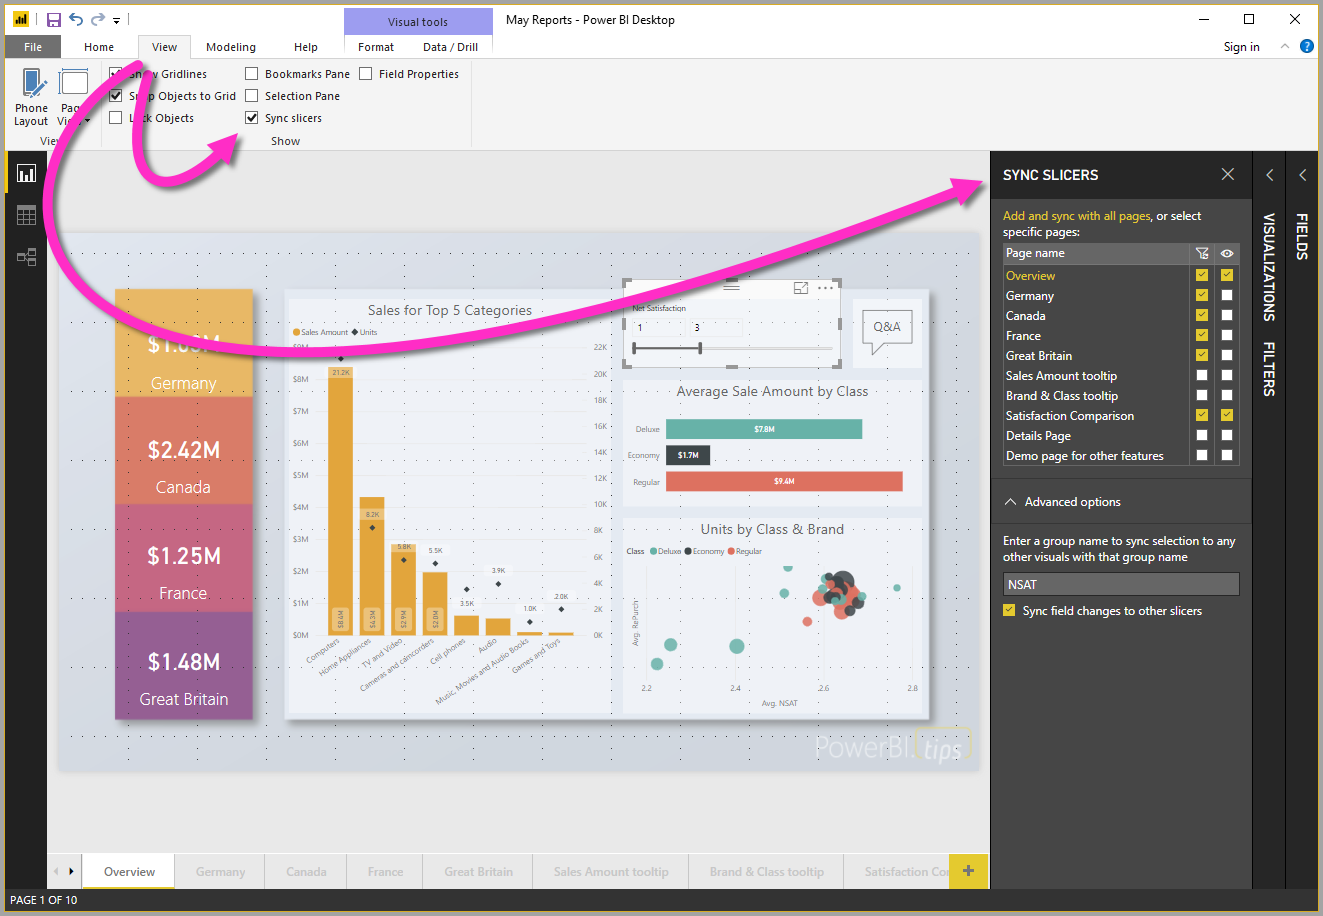 Visual tools
May Reports - Power BI Desktop
File
Home
View
Modeling
Help
Format
Data / Drill
Sign in
Gridlines
Bookmarks Pane
Field Properties
Objects to Grid
Selection Pane
Phone
Layout
Objects
Sync slicers
Show
SYNC SLICERS
Add and sync with all pages, or select
specific pages:
Page name
Overview
Germany
Canada
France
Great Britain
Sales Amount tooltip
Brand & Class tooltip
Satisfaction Comparison
Details Page
Demo page for other features
Advanced options
Enter a group name to sync selection to any
other visuals with that group name
NSAT
Sync field changes to other slicers
VISUALIZATIONS
FILTERS
FIELDS
Germany
$2.42M
Canada
$1.25M
France
$1.48M
Great Britain
Sales for Top 5 Categories
Sales Amount
Units
$8M
$7M
$6M
$5M
$4M
$3M
$2M
$1M
$0M
22K
20K
18K
16K
14K
12K
10K
8K
6K
4K
2K
0K
21.2K
8.2K
5.8K
5.5K
3.5K
3.9K
1.0K
2.0K
$8.4M
$4.3M
$2.9M
$2.0M
Computers
Home Appliances
TV and Video
Cameras and camcorders
Cell phones
Audio
Music, Movies and Audio Books
Games and Toys
Net Satisfaction
1
3
Q&A
Average Sale Amount by Class
Deluxe
$7.8M
Economy
$1.7M
Regular
$9.4M
Units by Class & Brand
Class
Deluxe
Economy
Regular
Avg. RePurch
2.2
2.4
2.6
2.8
Avg. NSAT
PowerBI.tips
Overview
Germany
Canada
France
Great Britain
Sales Amount tooltip
Brand & Class tooltip
Satisfaction Co
+
PAGE 1 OF 10